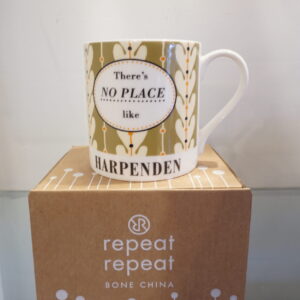 There's
NO PLACE
like
HARPENDEN
repeat
repeat
BONE CHINA